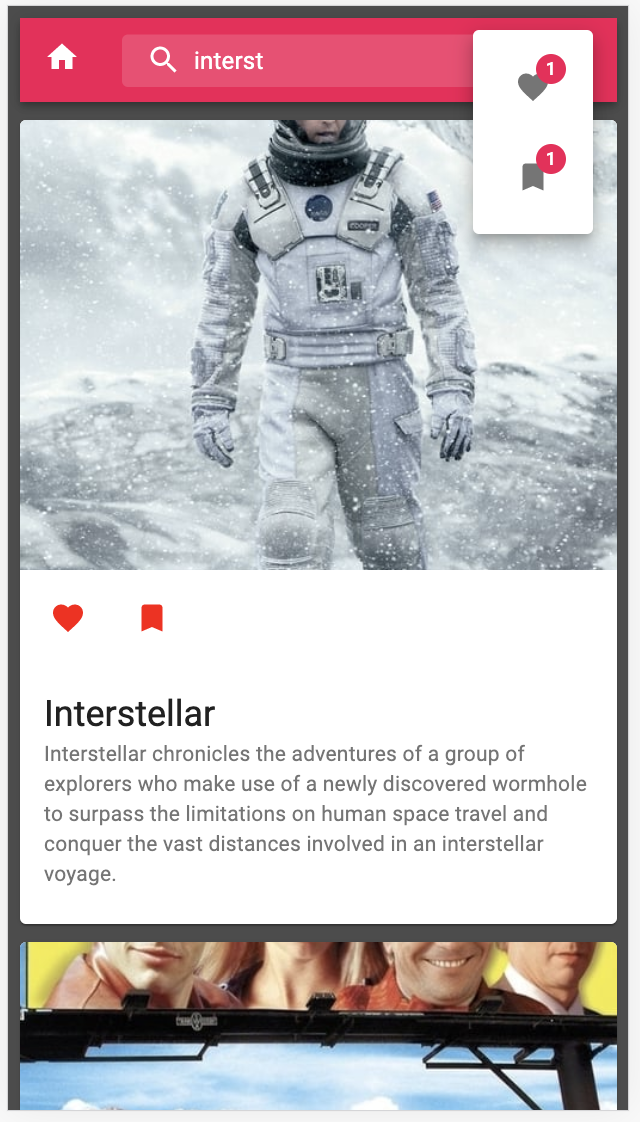 interst
1
1
COOPER
Interstellar
Interstellar chronicles the adventures of a group of
explorers who make use of a newly discovered wormhole
to surpass the limitations on human space travel and
conquer the vast distances involved in an interstellar
voyage.